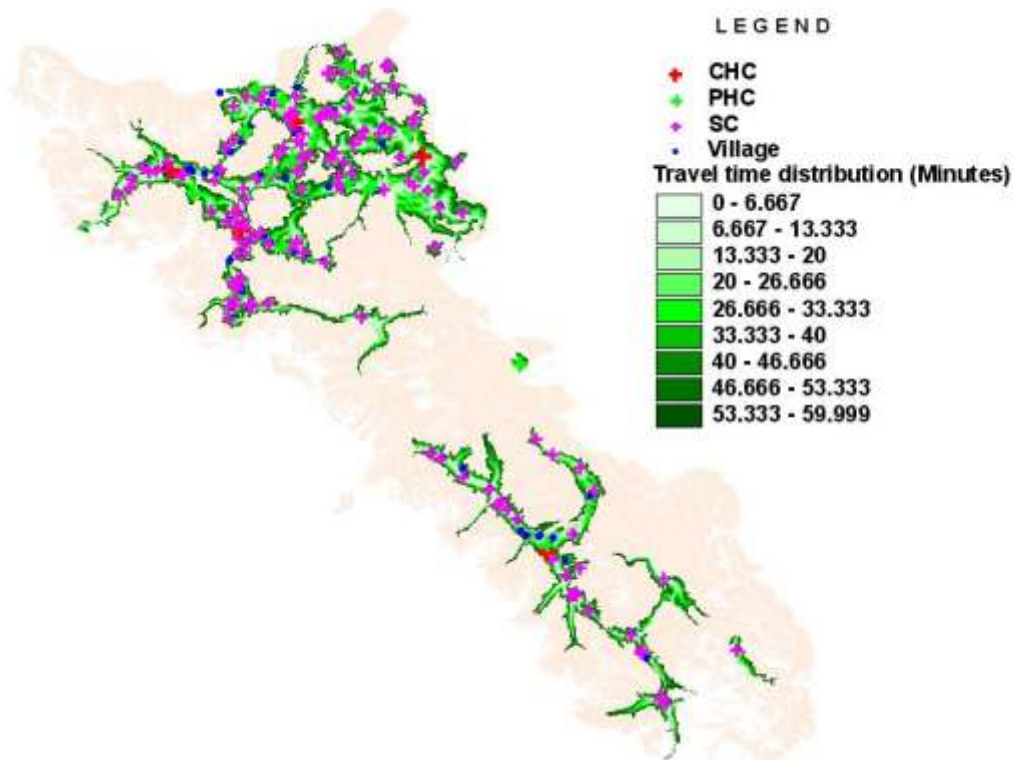 LEGEND
CHC
PHC
SC
Village
Travel time distribution (Minutes)
0 - 6.667
6.667 - 13.333
13.333 - 20
20 - 26.666
26.666 - 33.333
33.333 - 40
40 - 46.666
46.666 - 53.333
53.333 - 59.999